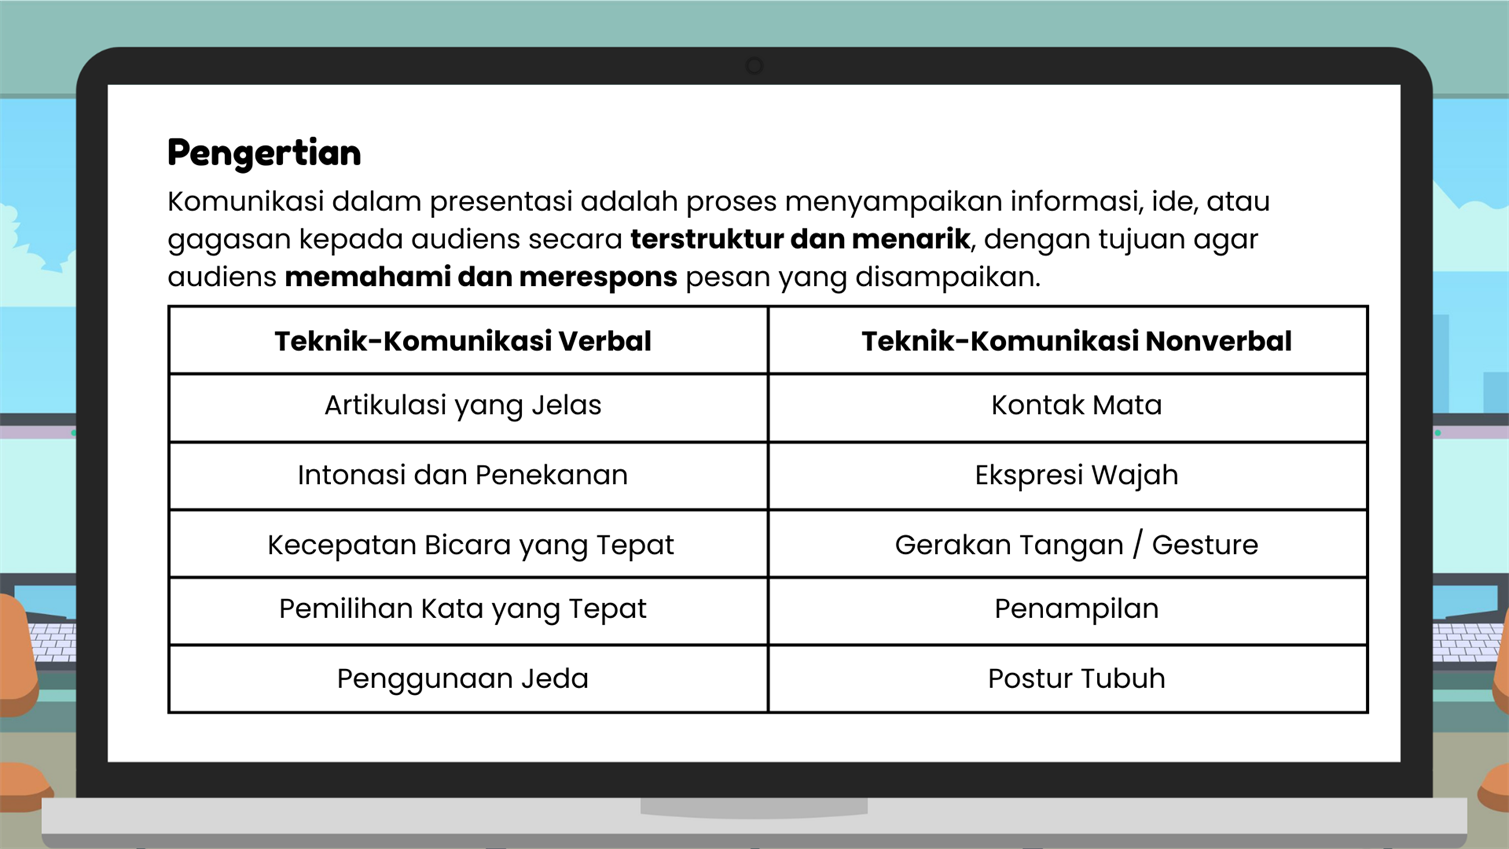 Pengertian
Komunikasi dalam presentasi adalah proses menyampaikan informasi, ide, atau
gagasan kepada audiens secara terstruktur dan menarik, dengan tujuan agar
audiens memahami dan merespons pesan yang disampaikan.
Teknik-Komunikasi Verbal
Teknik-Komunikasi Nonverbal
Artikulasi yang Jelas
Kontak Mata
Intonasi dan Penekanan
Ekspresi Wajah
Kecepatan Bicara yang Tepat
Gerakan Tangan / Gesture
Pemilihan Kata yang Tepat
Penampilan
Penggunaan Jeda
Postur Tubuh